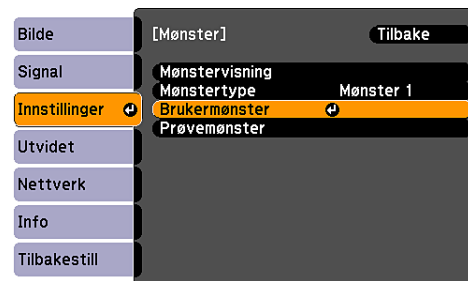 Bilde
Signal
Innstillinger
Utvidet
Nettverk
Info
Tilbakestill
[Mønster] Tilbake
Mønstervisning
Mønstertype Mønster 1
Brukermønster
Prøvemønster